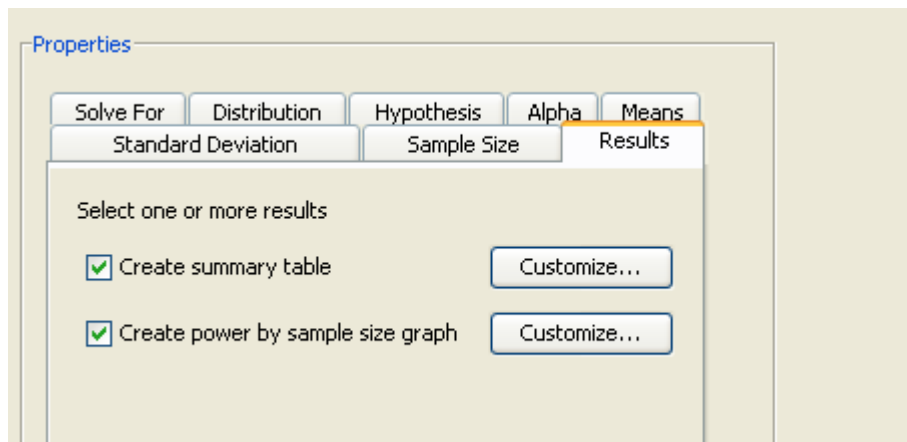 Properties
Solve For Distribution Hypothesis Alpha Means
Standard Deviation Sample Size Results
Select one or more results
Create summary table Customize...
Create power by sample size graph Customize...